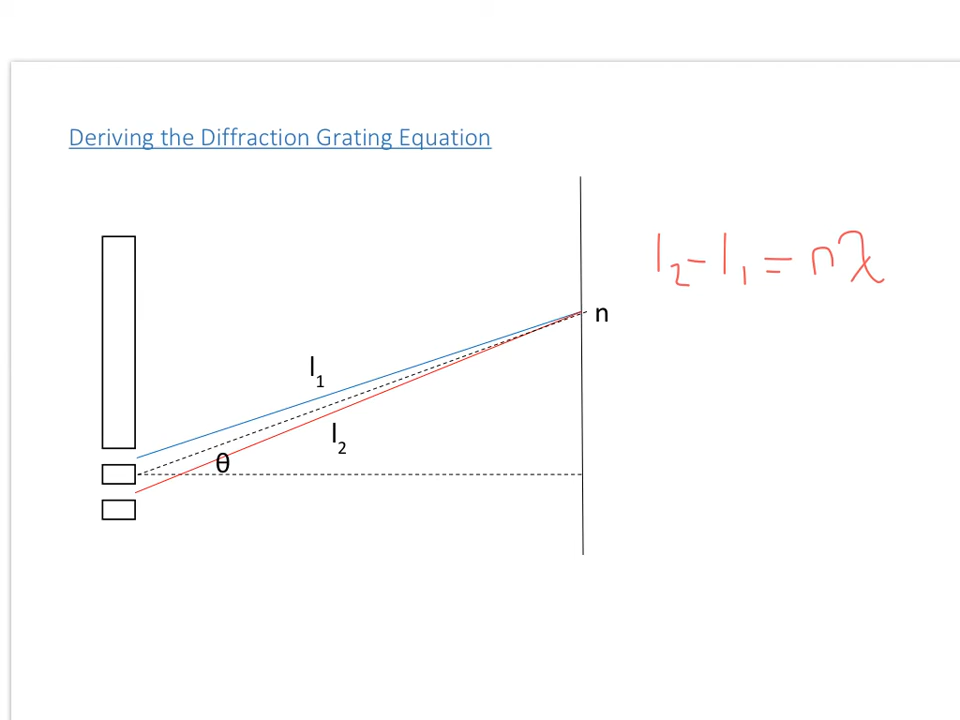 Deriving the Diffraction Grating Equation
l₂-l₁=nλ
n
l₁
l₂
θ